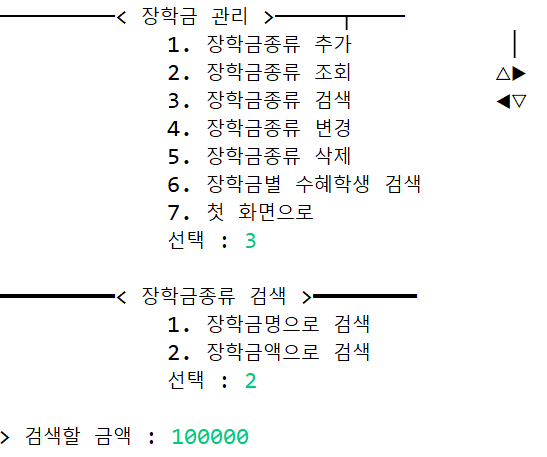 < 장학금 관리 >
1. 장학금종류 추가
2. 장학금종류 조회
3. 장학금종류 검색
4. 장학금종류 변경
5. 장학금종류 삭제
6. 장학금별 수혜학생 검색
7. 첫 화면으로
선택 : 3
< 장학금종류 검색 >
1. 장학금명으로 검색
2. 장학금액으로 검색
선택 : 2
> 검색할 금액 : 100000